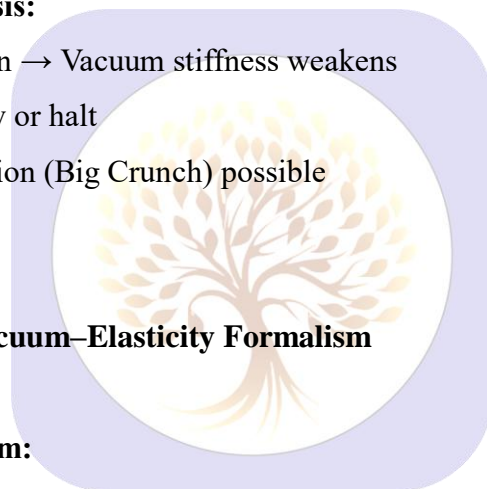 sis:
n → Vacuum stiffness weakens
or halt
ion (Big Crunch) possible
cuum–Elasticity Formalism
m: